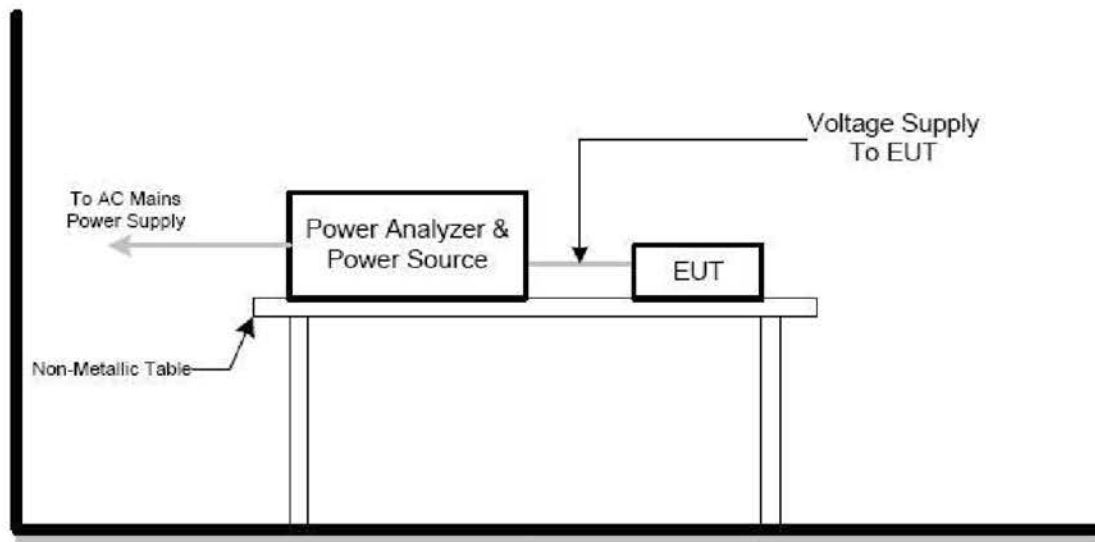 Voltage Supply
To EUT
To AC Mains
Power Supply
Power Analyzer &
Power Source
EUT
Non-Metallic Table